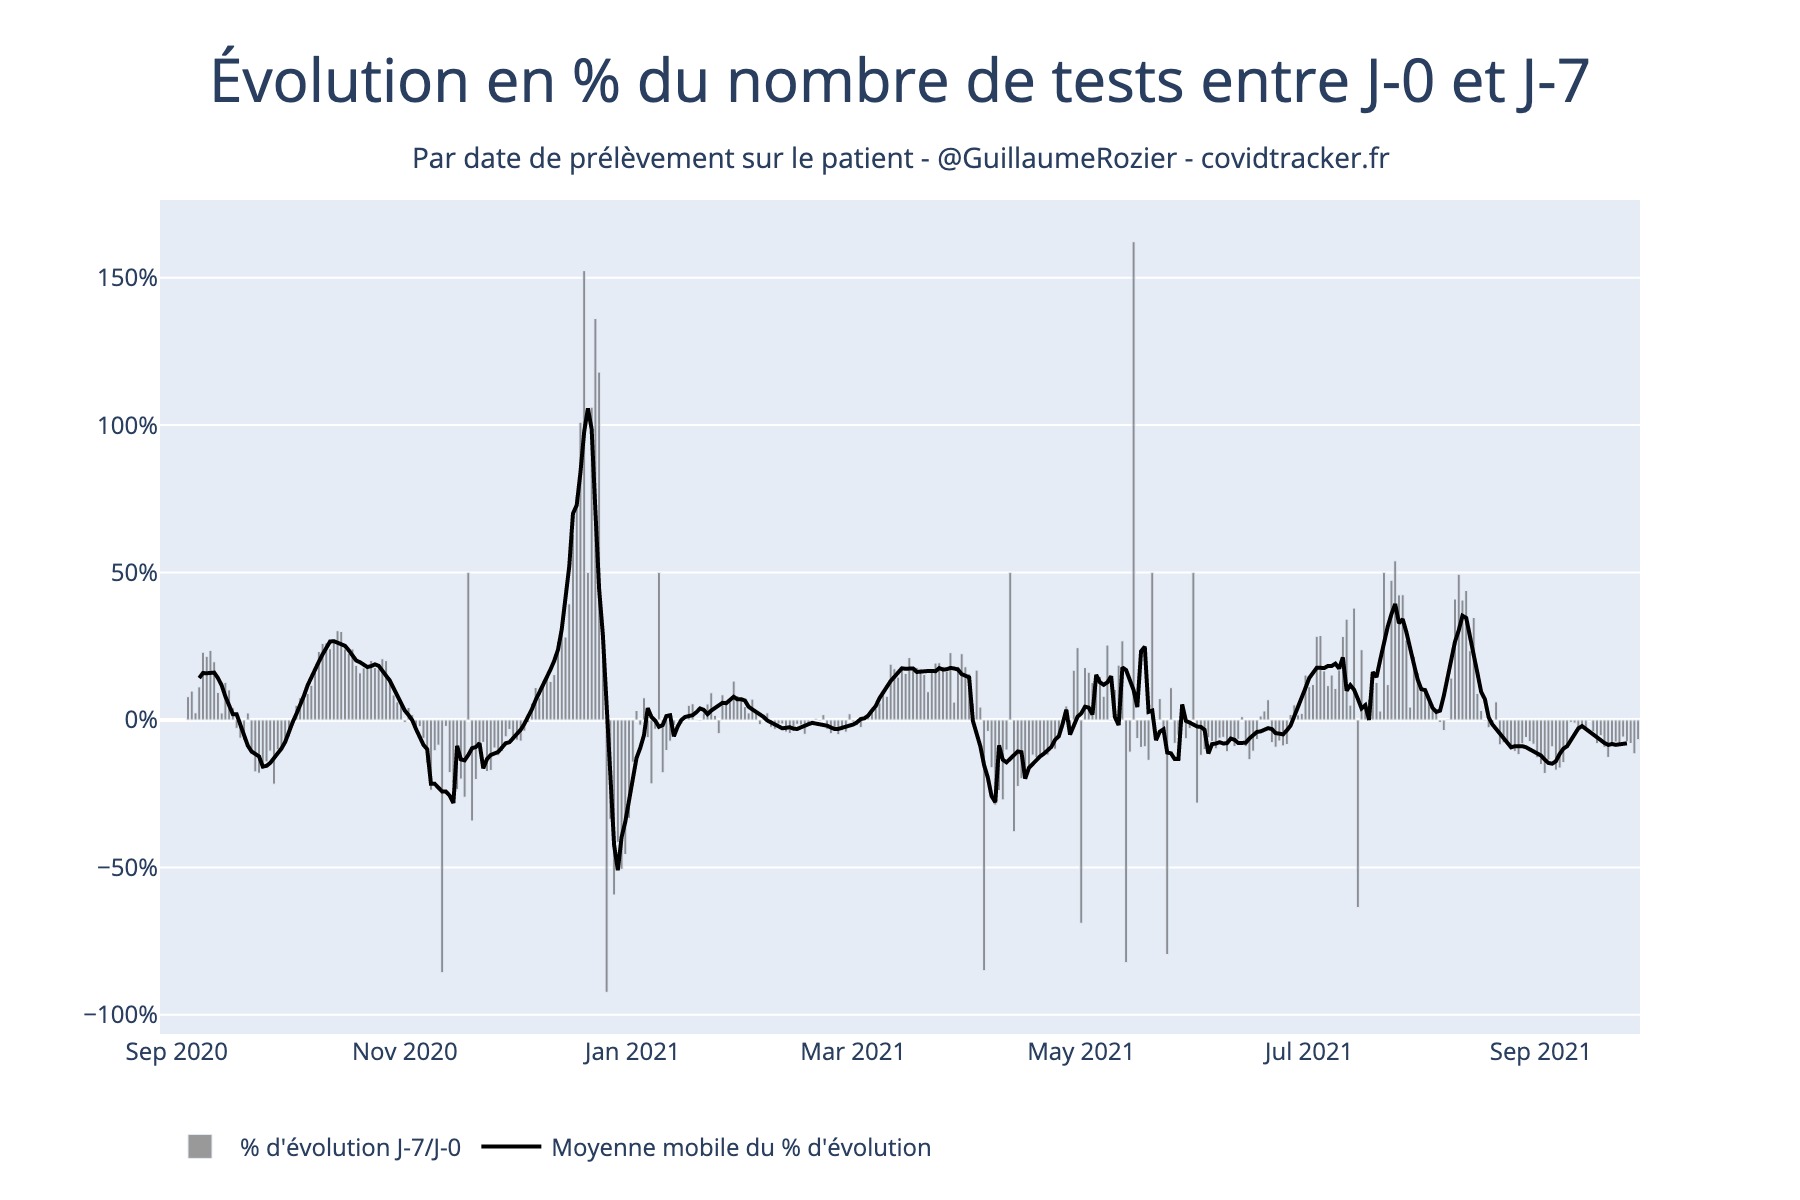 Évolution en % du nombre de tests entre J-0 et J-7
Par date de prélèvement sur le patient - @GuillaumeRozier - covidtracker.fr
150%
100%
50%
0%
−50%
−100%
Sep 2020 Nov 2020 Jan 2021 Mar 2021 May 2021 Jul 2021 Sep 2021
% d'évolution J-7/J-0 Moyenne mobile du % d'évolution